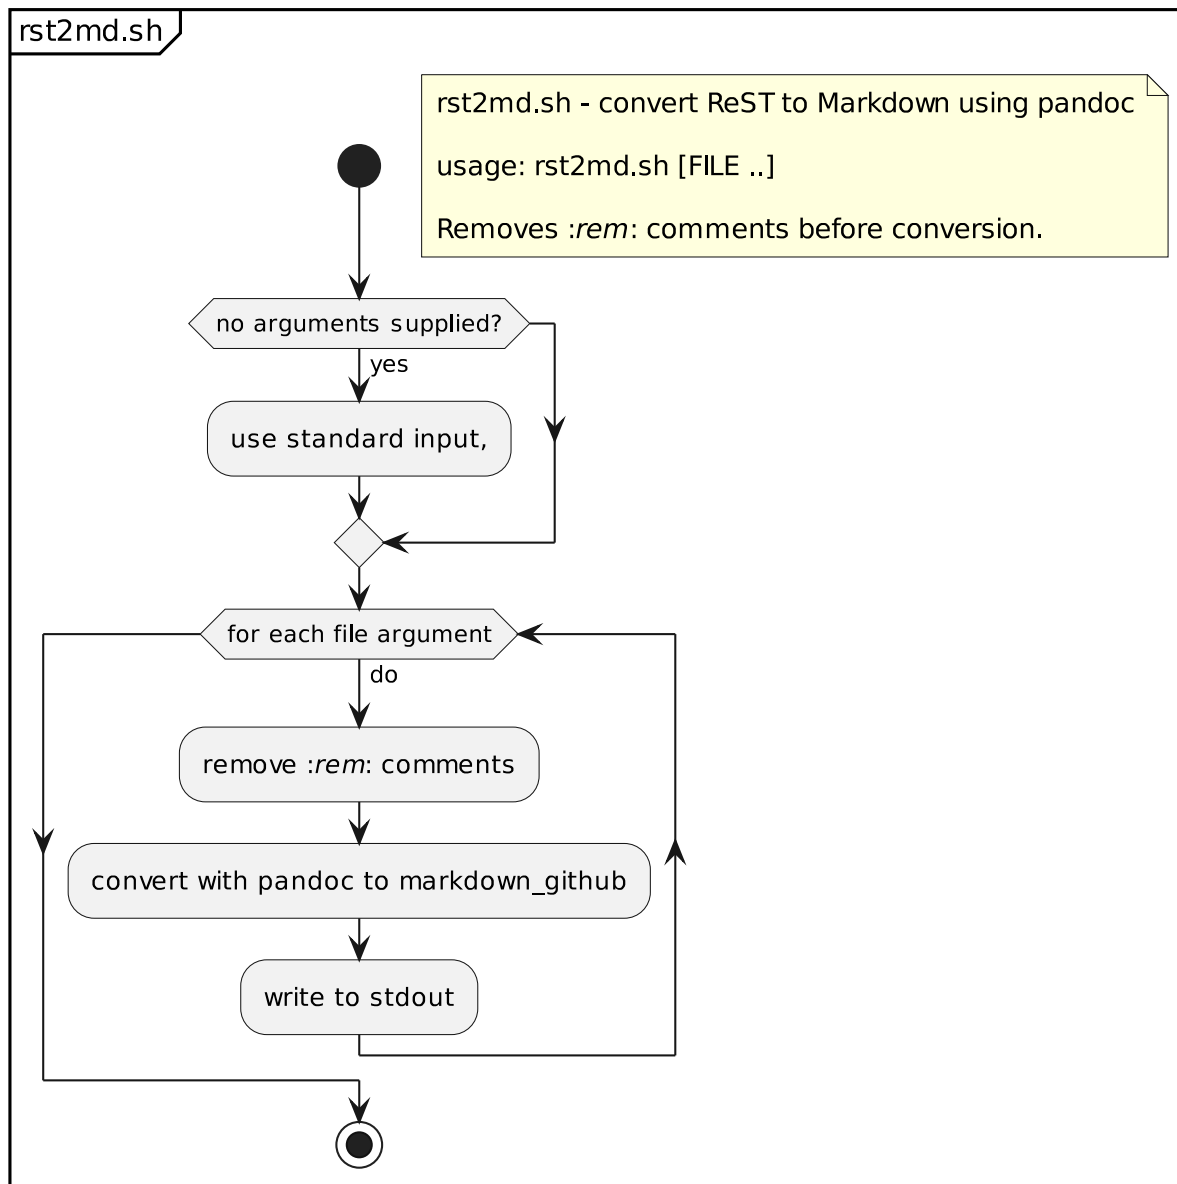 rst2md.sh
rst2md.sh - convert ReST to Markdown using pandoc
usage: rst2md.sh [FILE ..]
Removes :rem: comments before conversion.
no arguments supplied?
yes
use standard input,
for each file argument
do
remove :rem: comments
convert with pandoc to markdown_github
write to stdout